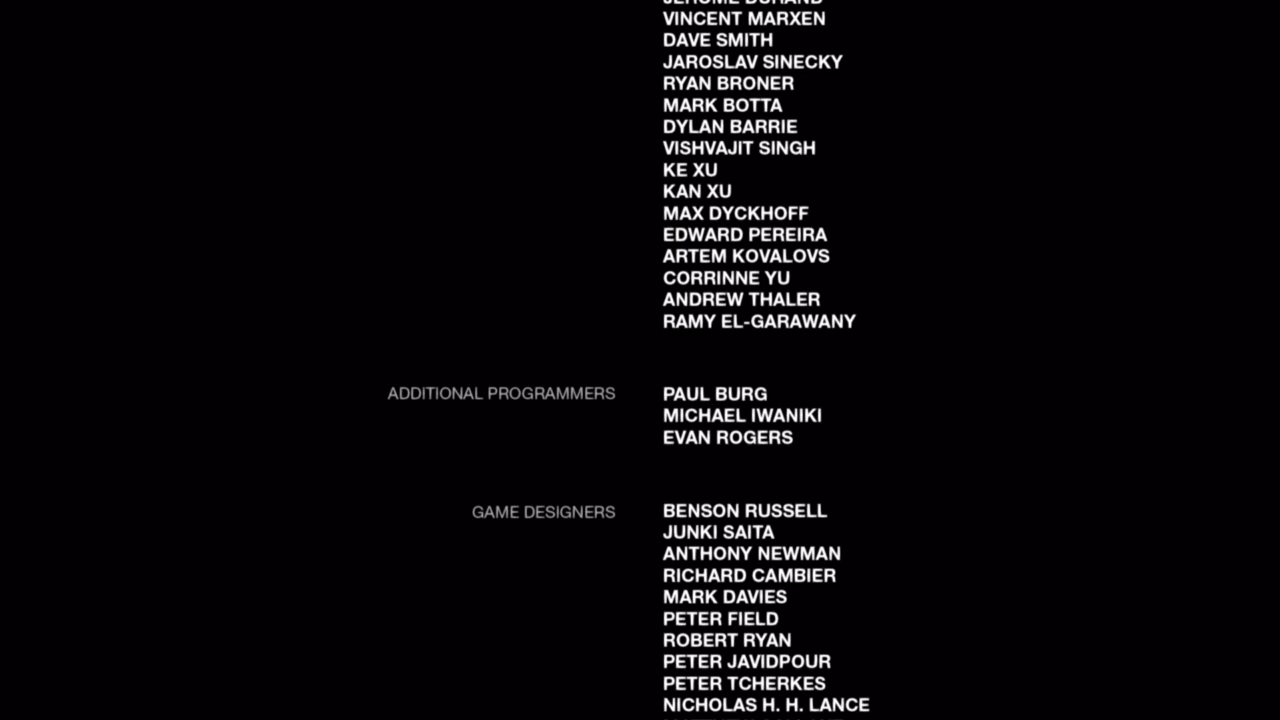 JEROME DURAND
VINCENT MARXEN
DAVE SMITH
JAROSLAV SINECKY
RYAN BRONER
MARK BOTTA
DYLAN BARRIE
VISHVAJIT SINGH
KE XU
KAN XU
MAX DYCKHOFF
EDWARD PEREIRA
ARTEM KOVALOVS
CORRINNE YU
ANDREW THALER
RAMY EL-GARAWANY
ADDITIONAL PROGRAMMERS PAUL BURG
MICHAEL IWANIKI
EVAN ROGERS
GAME DESIGNERS BENSON RUSSELL
JUNKI SAITA
ANTHONY NEWMAN
RICHARD CAMBIER
MARK DAVIES
PETER FIELD
ROBERT RYAN
PETER JAVIDPOUR
PETER TCHERKES
NICHOLAS H. H. LANCE